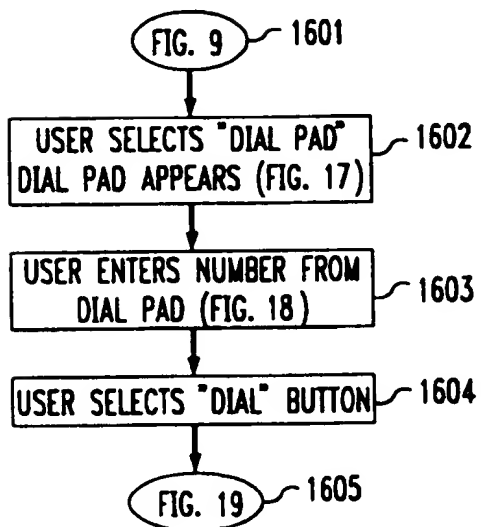 FIG. 9
1601
USER SELECTS "DIAL PAD"
DIAL PAD APPEARS (FIG. 17)
1602
USER ENTERS NUMBER FROM
DIAL PAD (FIG. 18)
1603
USER SELECTS "DIAL" BUTTON
1604
FIG. 19
1605